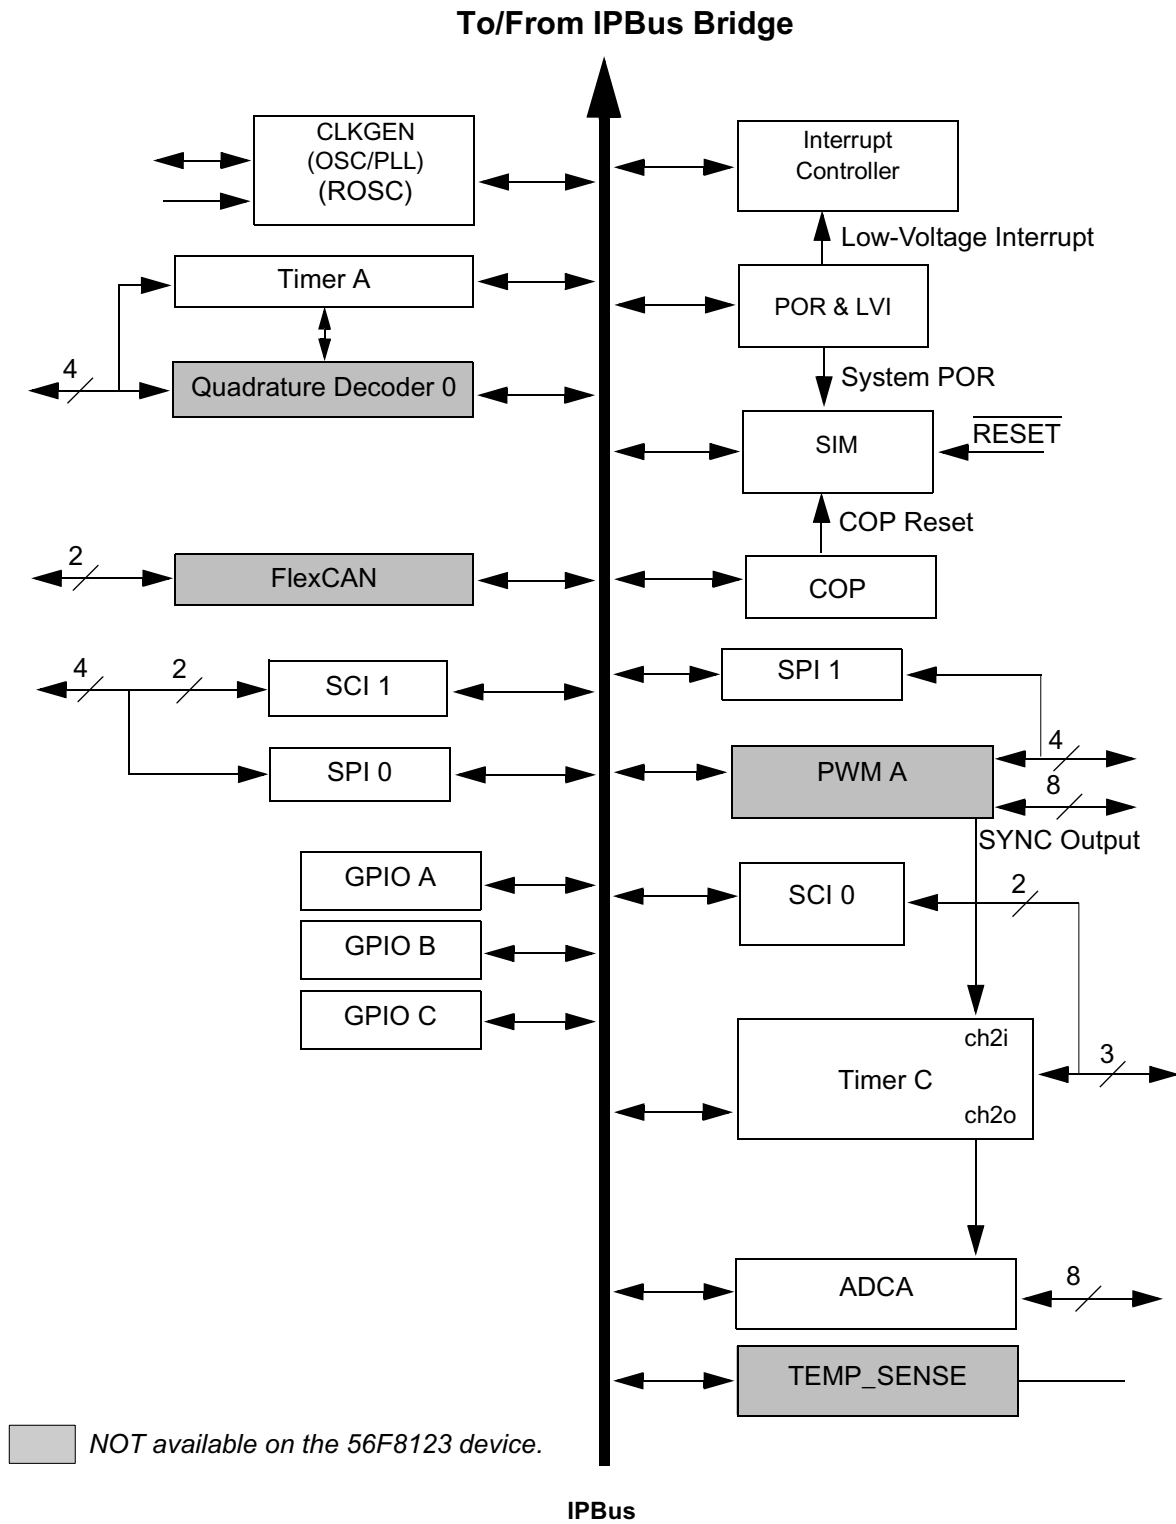 To/From IPBus Bridge
CLKGEN
(OSC/PLL)
(ROSC)
Interrupt
Controller
Low-Voltage Interrupt
Timer A
POR & LVI
4
Quadrature Decoder 0
System POR
SIM
RESET
COP Reset
2
FlexCAN
COP
4
2
SCI 1
SPI 1
SPI 0
PWM A
4
8
SYNC Output
GPIO A
SCI 0
2
GPIO B
GPIO C
ch2i
Timer C
3
ch2o
ADCA
8
TEMP_SENSE
NOT available on the 56F8123 device.
IPBus